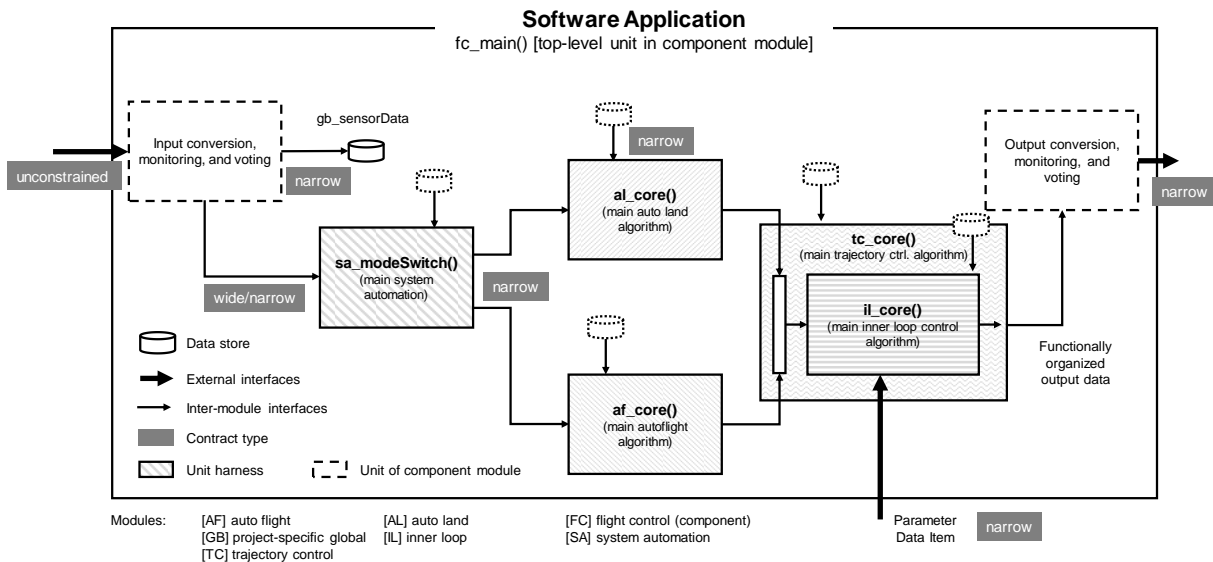 Software Application
fc_main() [top-level unit in component module]
Input conversion,
monitoring, and voting
unconstrained
gb_sensorData
narrow
narrow
al_core()
(main auto land
algorithm)
Output conversion,
monitoring, and
voting
narrow
sa_modeSwitch()
(main system
automation)
wide/narrow
narrow
tc_core()
(main trajectory ctrl. algorithm)
il_core()
(main inner loop control
algorithm)
Functionally
organized
output data
af_core()
(main autoflight
algorithm)
Data store
External interfaces
Inter-module interfaces
Contract type
Unit harness
Unit of component module
Modules:
[AF] auto flight
[GB] project-specific global
[TC] trajectory control
[AL] auto land
[IL] inner loop
[FC] flight control (component)
[SA] system automation
Parameter
Data Item
narrow